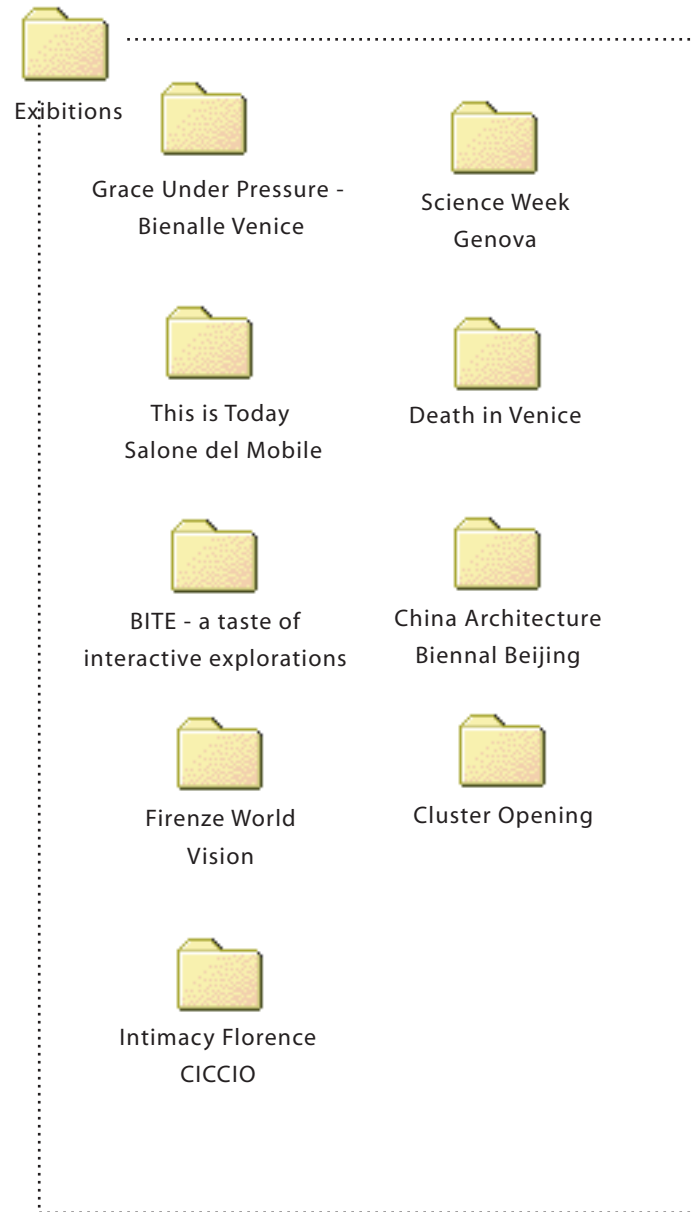 Exibitions
Grace Under Pressure -
Bienalle Venice
Science Week
Genova
This is Today
Salone del Mobile
Death in Venice
BITE - a taste of
interactive explorations
China Architecture
Biennal Beijing
Firenze World
Vision
Cluster Opening
Intimacy Florence
CICCIO